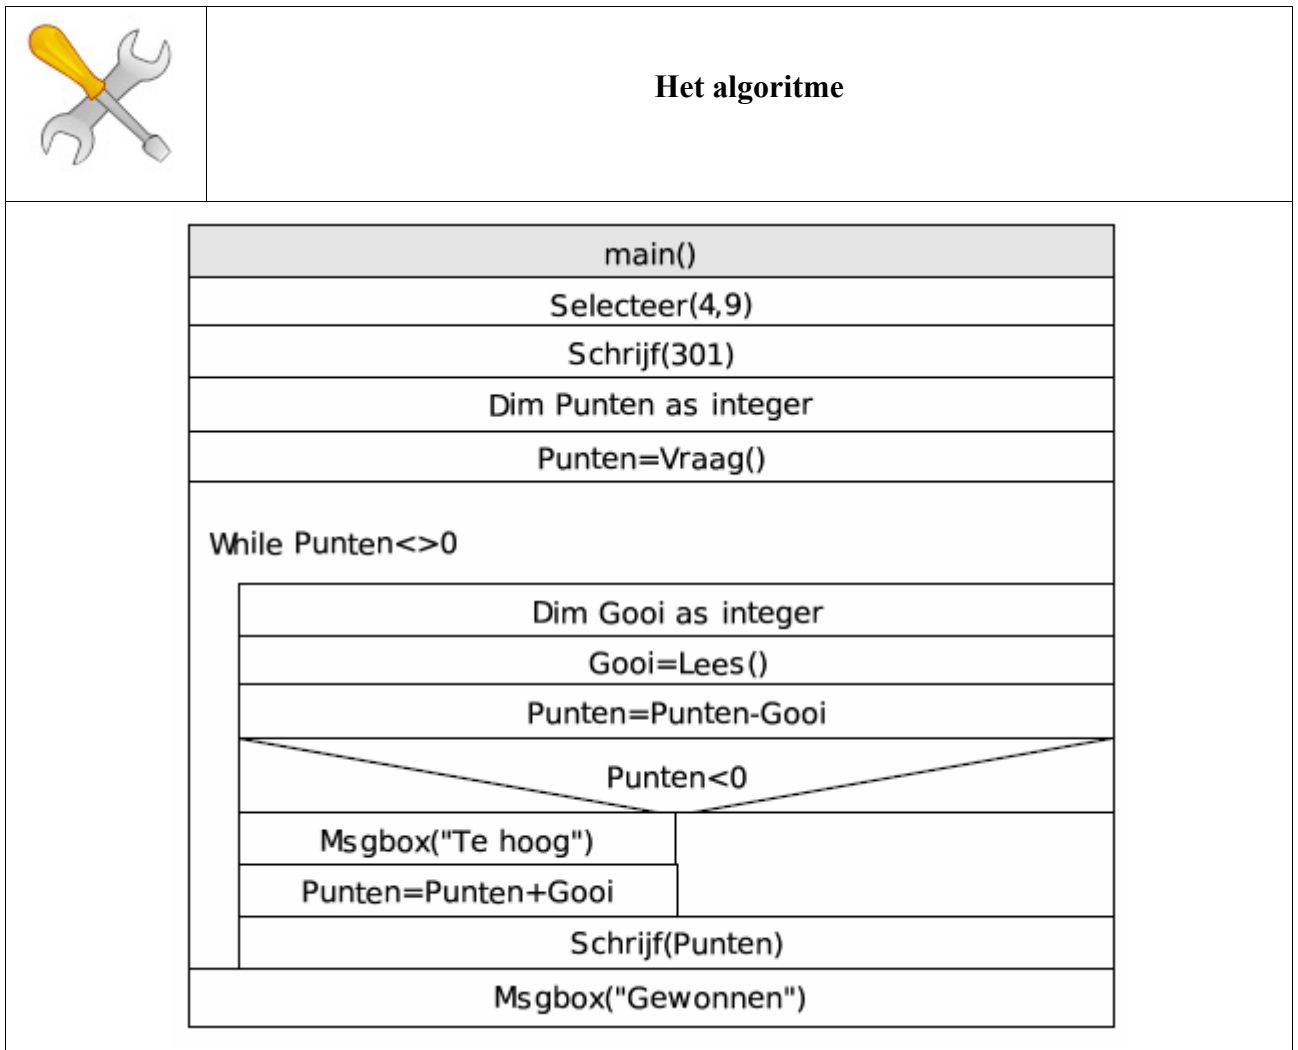 Het algoritme
main()
Selecteer(4,9)
Schrijf(301)
Dim Punten as integer
Punten=Vraag()
While Punten<>0
Dim Gooi as integer
Gooi=Lees()
Punten=Punten-Gooi
Punten<0
Msgbox("Te hoog")
Punten=Punten+Gooi
Schrijf(Punten)
Msgbox("Gewonnen")